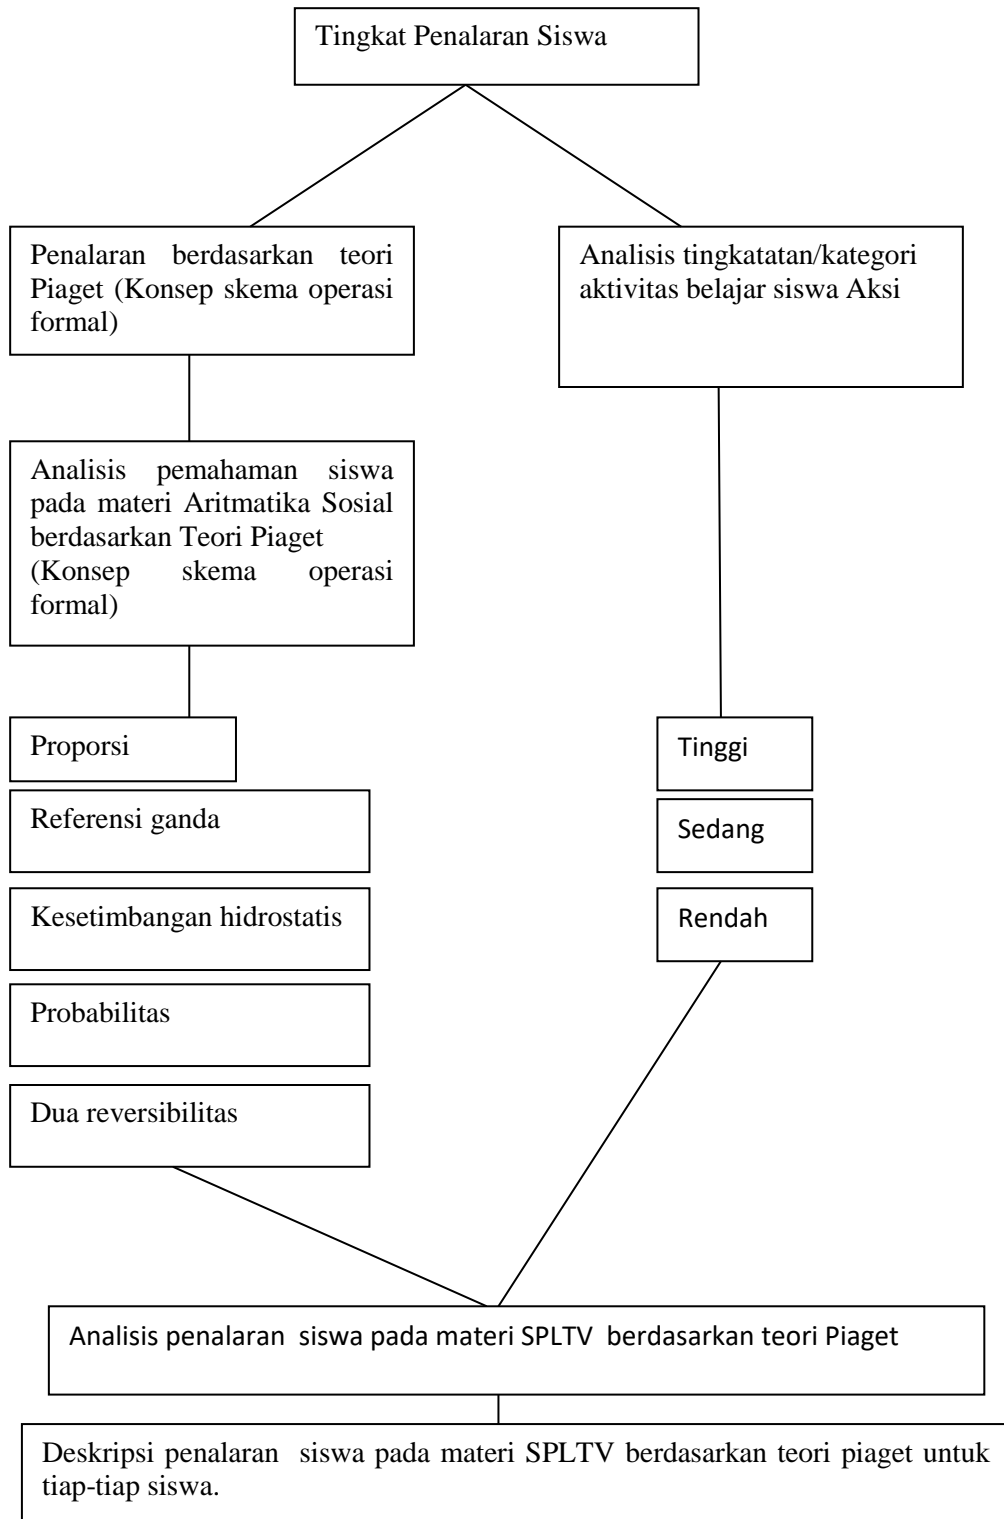 Tingkat Penalaran Siswa
Penalaran berdasarkan teori
Piaget (Konsep skema operasi
formal)
Analisis tingkatatan/kategori
aktivitas belajar siswa Aksi
Analisis pemahaman siswa
pada materi Aritmatika Sosial
berdasarkan Teori Piaget
(Konsep skema operasi
formal)
Proporsi
Referensi ganda
Kesetimbangan hidrostatis
Probabilitas
Dua reversibilitas
Tinggi
Sedang
Rendah
Analisis penalaran siswa pada materi SPLTV berdasarkan teori Piaget
Deskripsi penalaran siswa pada materi SPLTV berdasarkan teori piaget untuk
tiap-tiap siswa.